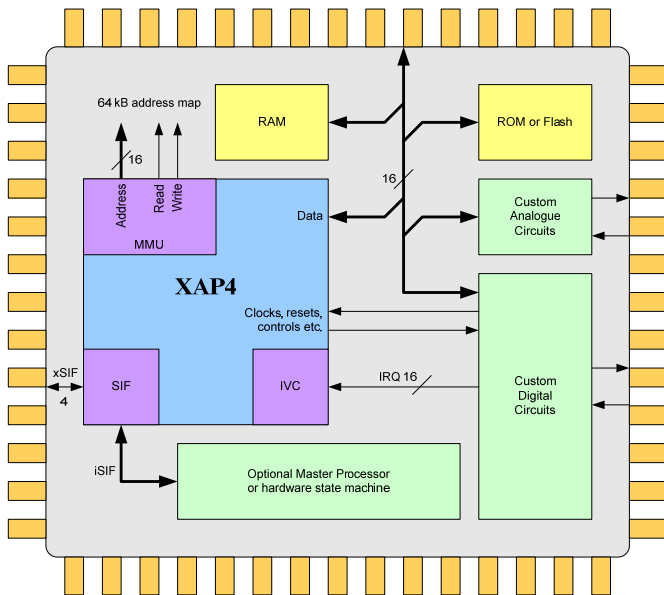 64 kB address map
16
Address
Read
Write
MMU
RAM
ROM or Flash
16
Data
Custom
Analogue
Circuits
XAP4
Clocks, resets,
controls etc.
xSIF
4
SIF
IVC
IRQ 16
Custom
Digital
Circuits
iSIF
Optional Master Processor
or hardware state machine